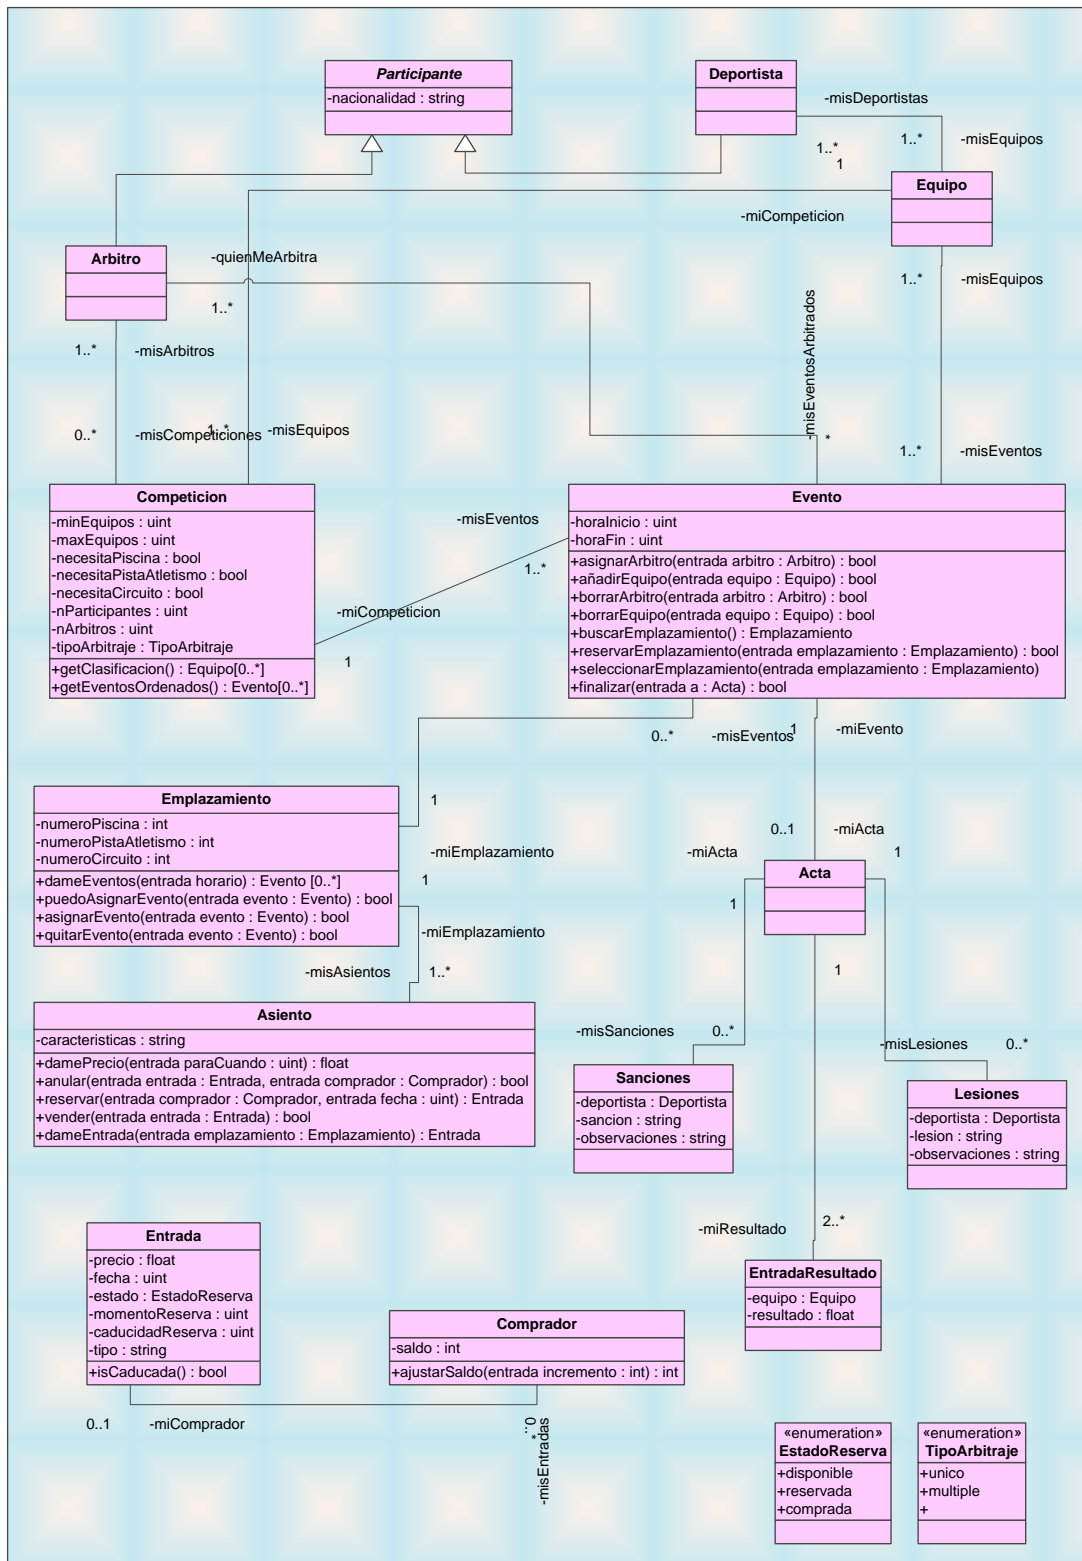 Participante
-nacionalidad : string
Deportista
-misDeportistas
1..*
1
1..*
-misEquipos
Equipo
-miCompeticion
Arbitro
-quienMeArbitra
1..*
1..*
-misEquipos
1..*
-misArbitros
-misEventosArbitrados
*
0..*
-misCompeticiones
1..*
-misEquipos
1..*
-misEventos
Competicion
-minEquipos : uint
-maxEquipos : uint
-necesitaPiscina : bool
-necesitaPistaAtletismo : bool
-necesitaCircuito : bool
-nParticipantes : uint
-nArbitros : uint
-tipoArbitraje : TipoArbitraje
+getClasificacion() : Equipo[0..*]
+getEventosOrdenados() : Evento[0..*]
-misEventos
1..*
-miCompeticion
1
Evento
-horaInicio : uint
-horaFin : uint
+asignarArbitro(entrada arbitro : Arbitro) : bool
+añadirEquipo(entrada equipo : Equipo) : bool
+borrarArbitro(entrada arbitro : Arbitro) : bool
+borrarEquipo(entrada equipo : Equipo) : bool
+buscarEmplazamiento() : Emplazamiento
+reservarEmplazamiento(entrada emplazamiento : Emplazamiento) : bool
+seleccionarEmplazamiento(entrada emplazamiento : Emplazamiento)
+finalizar(entrada a : Acta) : bool
0..*
-misEventos
1
-miEvento
Emplazamiento
-numeroPiscina : int
-numeroPistaAtletismo : int
-numeroCircuito : int
+dameEventos(entrada horario) : Evento [0..*]
+puedoAsignarEvento(entrada evento : Evento) : bool
+asignarEvento(entrada evento : Evento) : bool
+quitarEvento(entrada evento : Evento) : bool
1
-miEmplazamiento
1
-miEmplazamiento
-misAsientos
1..*
0..1
-miActa
-miActa
1
Acta
1
1
Asiento
-caracteristicas : string
+damePrecio(entrada paraCuando : uint) : float
+anular(entrada entrada : Entrada, entrada comprador : Comprador) : bool
+reservar(entrada comprador : Comprador, entrada fecha : uint) : Entrada
+vender(entrada entrada : Entrada) : bool
+dameEntrada(entrada emplazamiento : Emplazamiento) : Entrada
-misSanciones
0..*
-misLesiones
0..*
Sanciones
-deportista : Deportista
-sancion : string
-observaciones : string
Lesiones
-deportista : Deportista
-lesion : string
-observaciones : string
-miResultado
2..*
EntradaResultado
-equipo : Equipo
-resultado : float
Entrada
-precio : float
-fecha : uint
-estado : EstadoReserva
-momentoReserva : uint
-caducidadReserva : uint
-tipo : string
+isCaducada() : bool
Comprador
-saldo : int
+ajustarSaldo(entrada incremento : int) : int
0..1
-miComprador
0..*
-misEntradas
«enumeration»
EstadoReserva
+disponible
+reservada
+comprada
«enumeration»
TipoArbitraje
+unico
+multiple
+